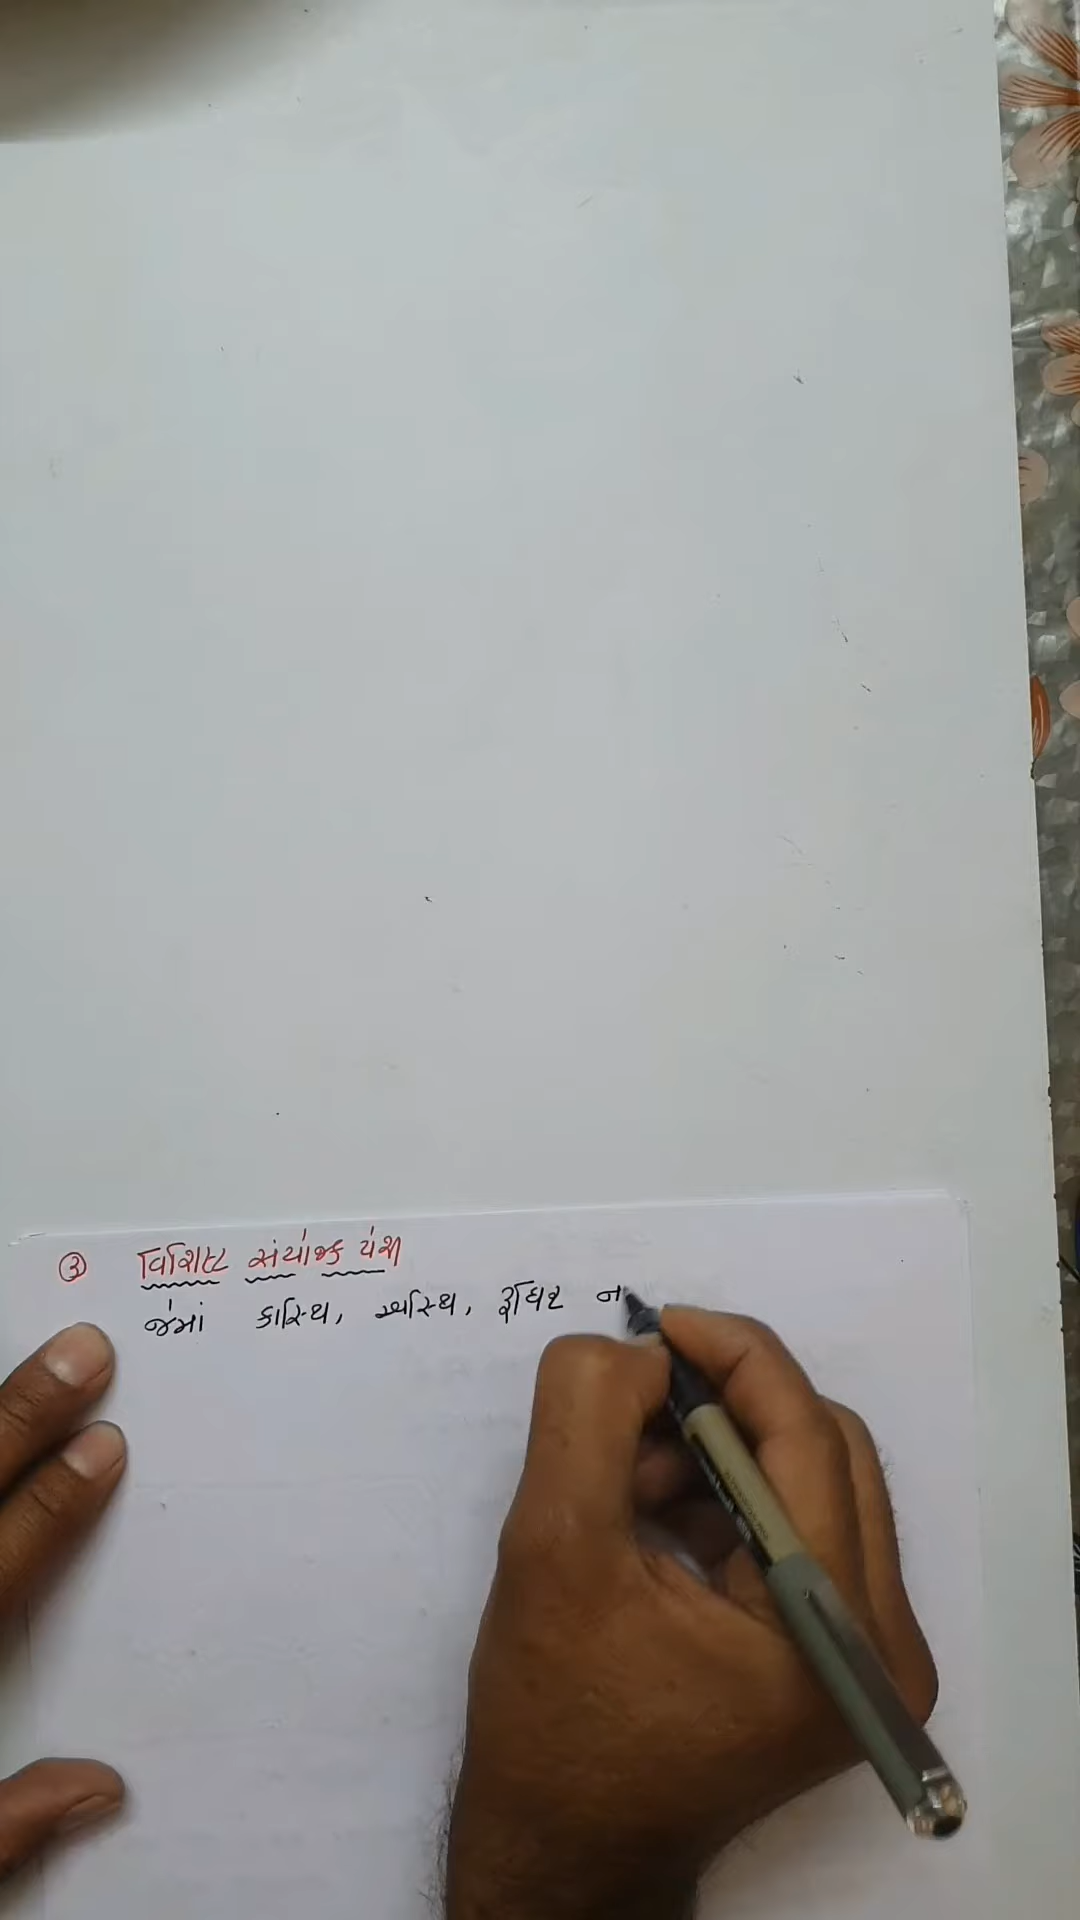 ③ વિશિષ્ટ સંયોજક પેશી
જેમાં કાસ્થિ, અસ્થિ, રૂધિર ન